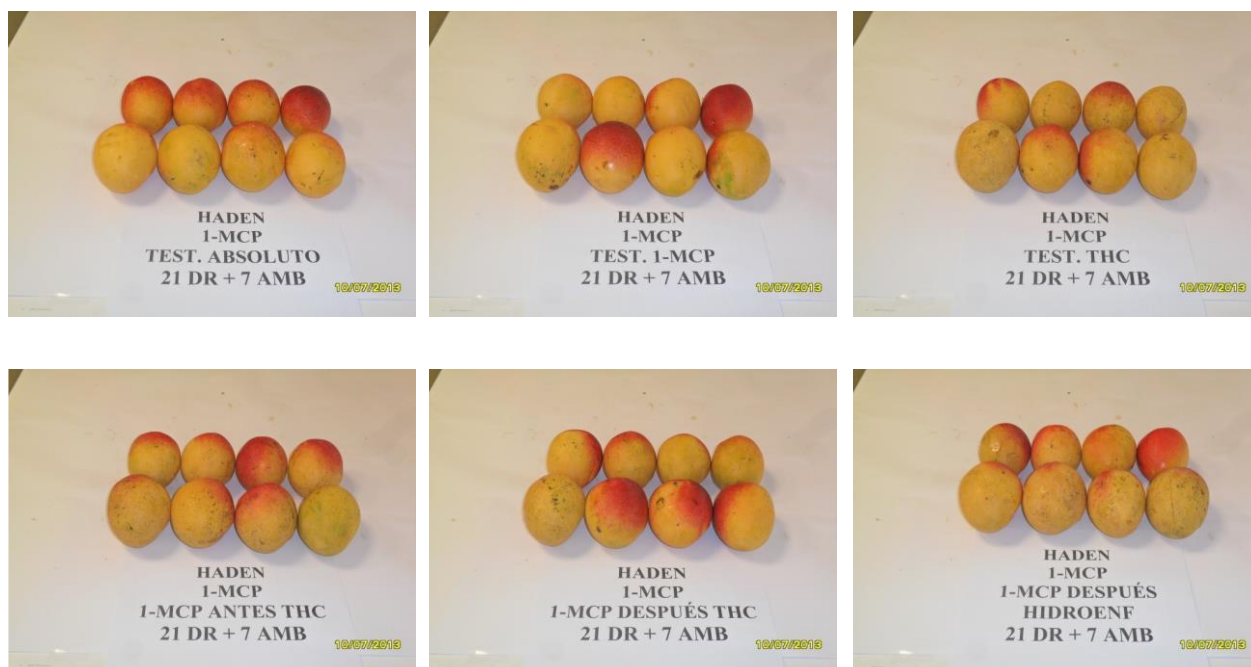 HADEN
1-MCP
TEST. ABSOLUTO
21 DR + 7 AMB
10/07/2013
HADEN
1-MCP
TEST. 1-MCP
21 DR + 7 AMB
10/07/2013
HADEN
1-MCP
TEST. THC
21 DR + 7 AMB
10/07/2013
HADEN
1-MCP
1-MCP ANTES THC
21 DR + 7 AMB
10/07/2013
HADEN
1-MCP
1-MCP DESPUÉS THC
21 DR + 7 AMB
10/07/2013
HADEN
1-MCP
1-MCP DESPUÉS
HIDROENF
21 DR + 7 AMB
10/07/2013